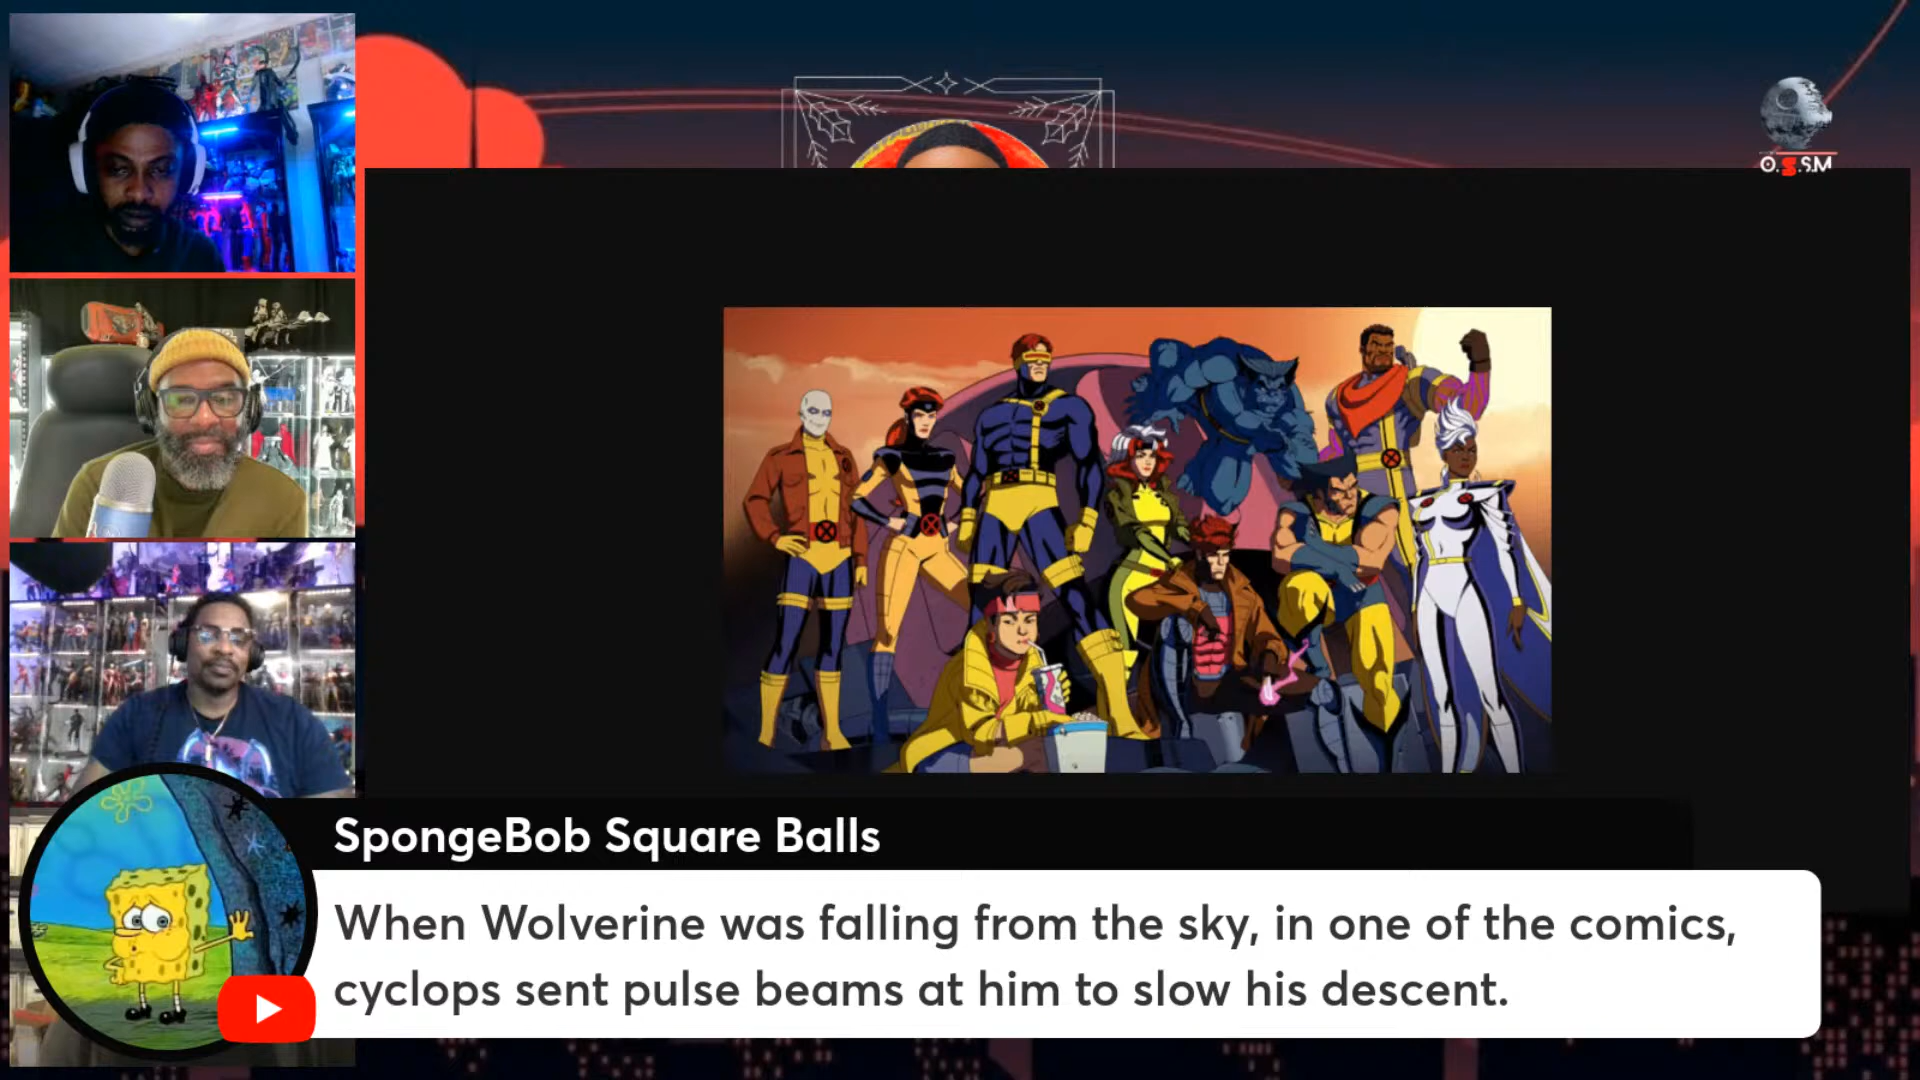 O.S.S.M
SpongeBob Square Balls
When Wolverine was falling from the sky, in one of the comics,
cyclops sent pulse beams at him to slow his descent.